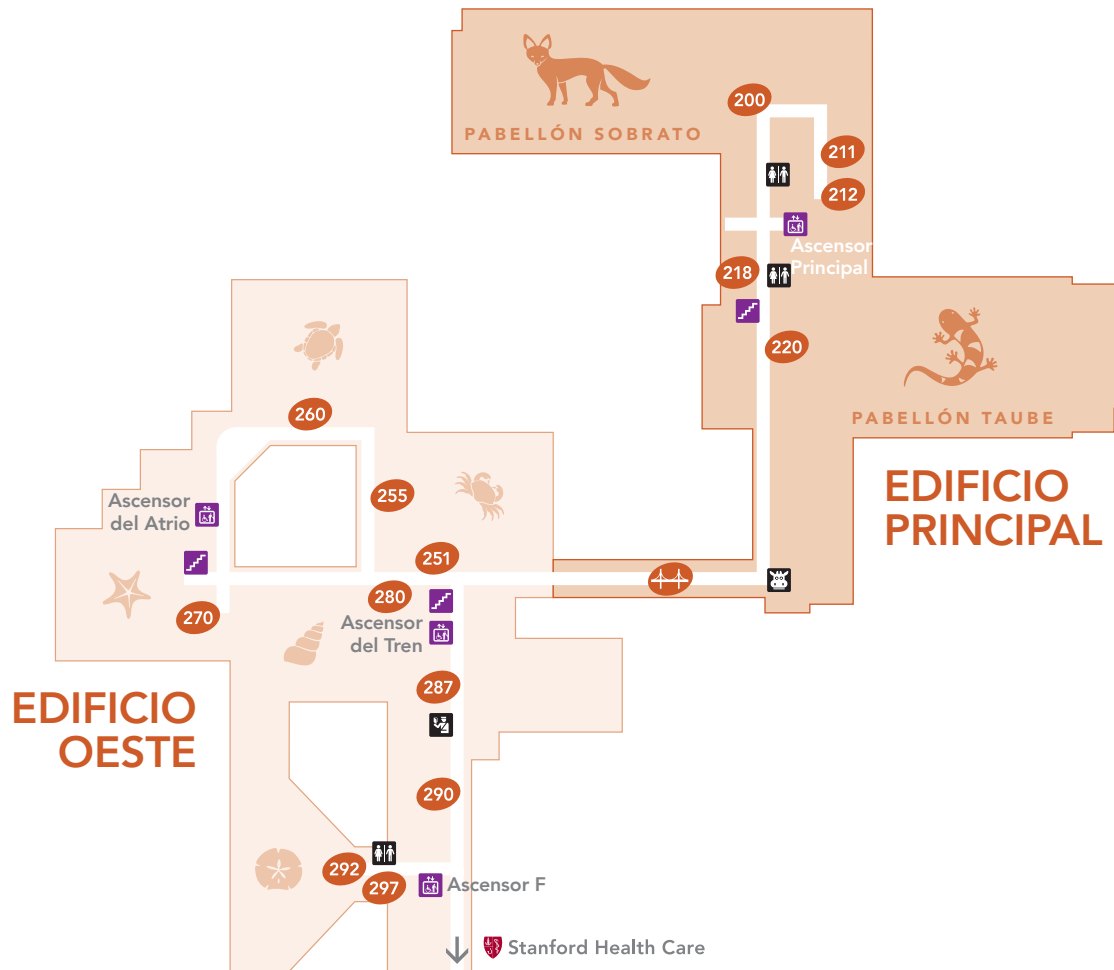 200
PABELLÓN SOBRATO
211
212
Ascensor
Principal
218
220
PABELLÓN TAUBE
EDIFICIO
PRINCIPAL
260
255
Ascensor
del Atrio
251
280
270
Ascensor
del Tren
287
EDIFICIO
OESTE
290
292
297
Ascensor F
Stanford Health Care